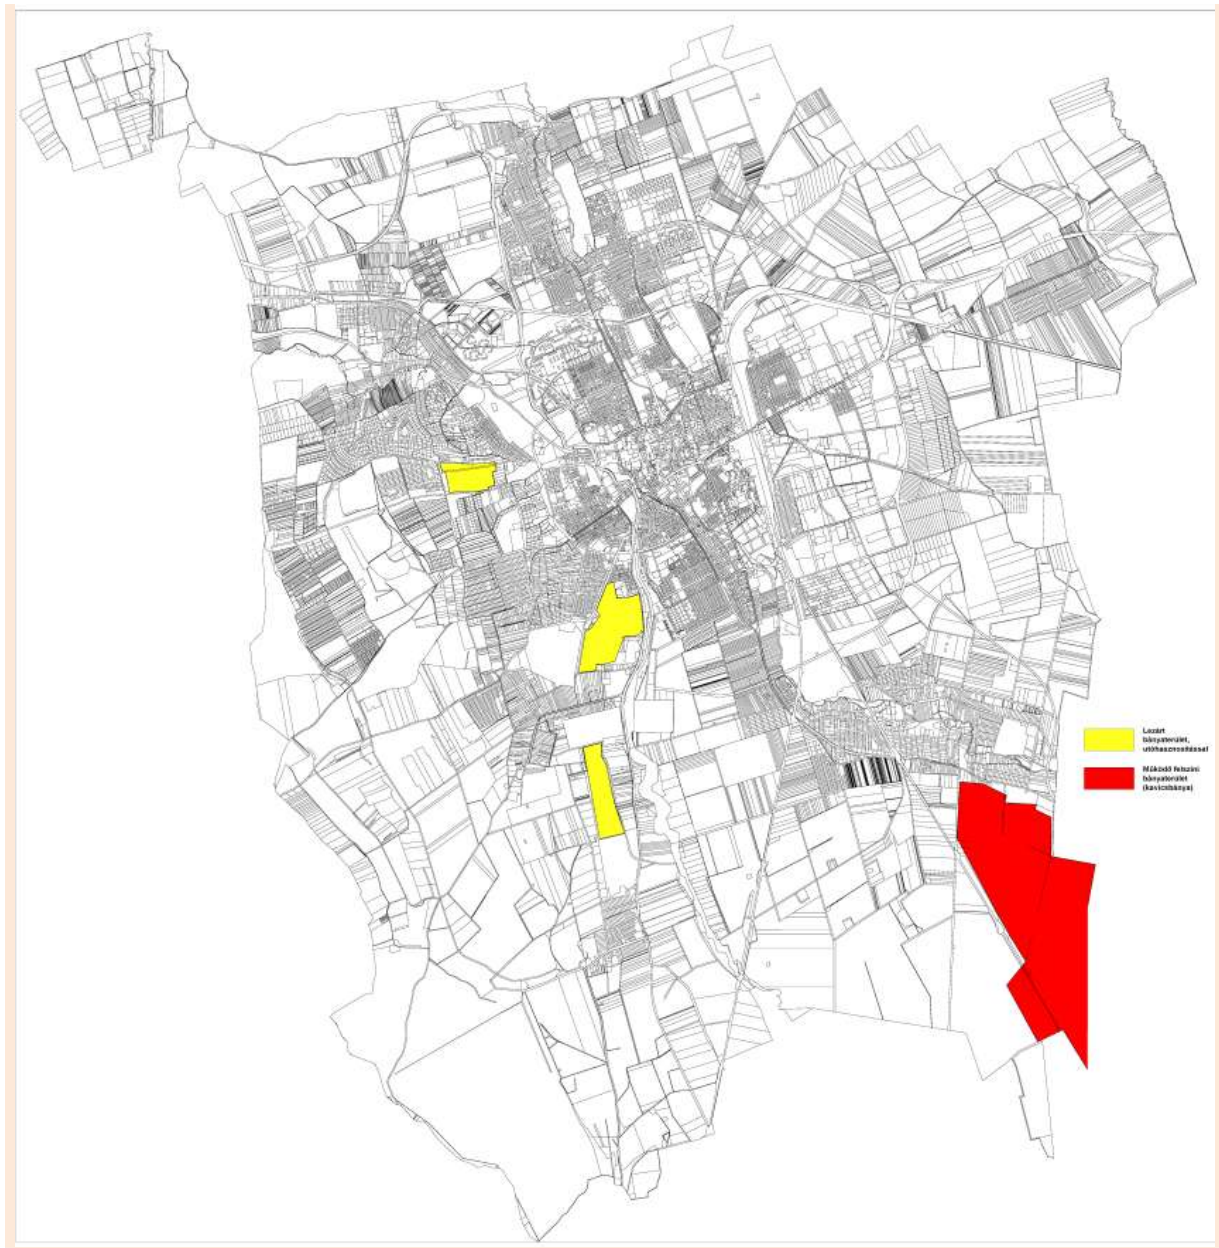 Lezárt
bányaterület,
utóhasznosítással
Működő felszíni
bányaterület
(kavicsbánya)